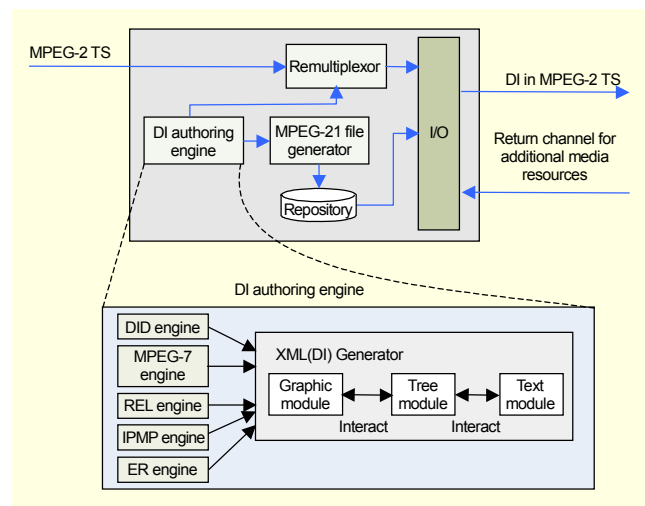 MPEG-2 TS
Remultiplexor
DI in MPEG-2 TS
DI authoring
engine
MPEG-21 file
generator
I/O
Return channel for
additional media
resources
Repository
DI authoring engine
DID engine
MPEG-7
engine
REL engine
IPMP engine
ER engine
XML(DI) Generator
Graphic
module
Tree
module
Text
module
Interact
Interact